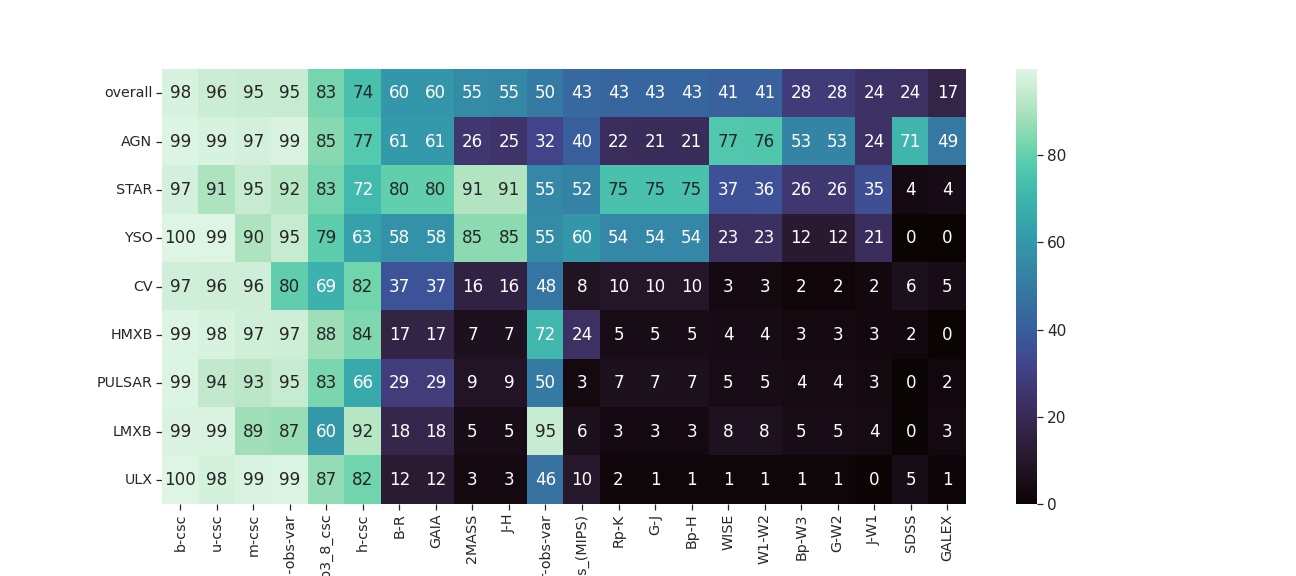 overall 98 96 95 95 83 74 60 60 55 55 50 43 43 43 43 41 41 28 28 24 24 17
AGN 99 99 97 99 85 77 61 61 26 25 32 40 22 21 21 77 76 53 53 24 71 49
STAR 97 91 95 92 83 72 80 80 91 91 55 52 75 75 75 37 36 26 26 35 4 4
YSO 100 99 90 95 79 63 58 58 85 85 55 60 54 54 54 23 23 12 12 21 0 0
CV 97 96 96 80 69 82 37 37 16 16 48 8 10 10 10 3 3 2 2 2 6 5
HMXB 99 98 97 97 88 84 17 17 7 7 72 24 5 5 5 4 4 3 3 3 2 0
PULSAR 99 94 93 95 83 66 29 29 9 9 50 3 7 7 7 5 5 4 4 3 0 2
LMXB 99 99 89 87 60 92 18 18 5 5 95 6 3 3 3 8 8 5 5 4 0 3
ULX 100 98 99 99 87 82 12 12 3 3 46 10 2 1 1 1 1 1 1 0 5 1
b-csc u-csc m-csc -obs-var 3_8_csc h-csc B-R GAIA 2MASS J-H -obs-var s_(MIPS) Rp-K G-J Bp-H WISE W1-W2 Bp-W3 G-W2 J-W1 SDSS GALEX
80
60
40
20
0